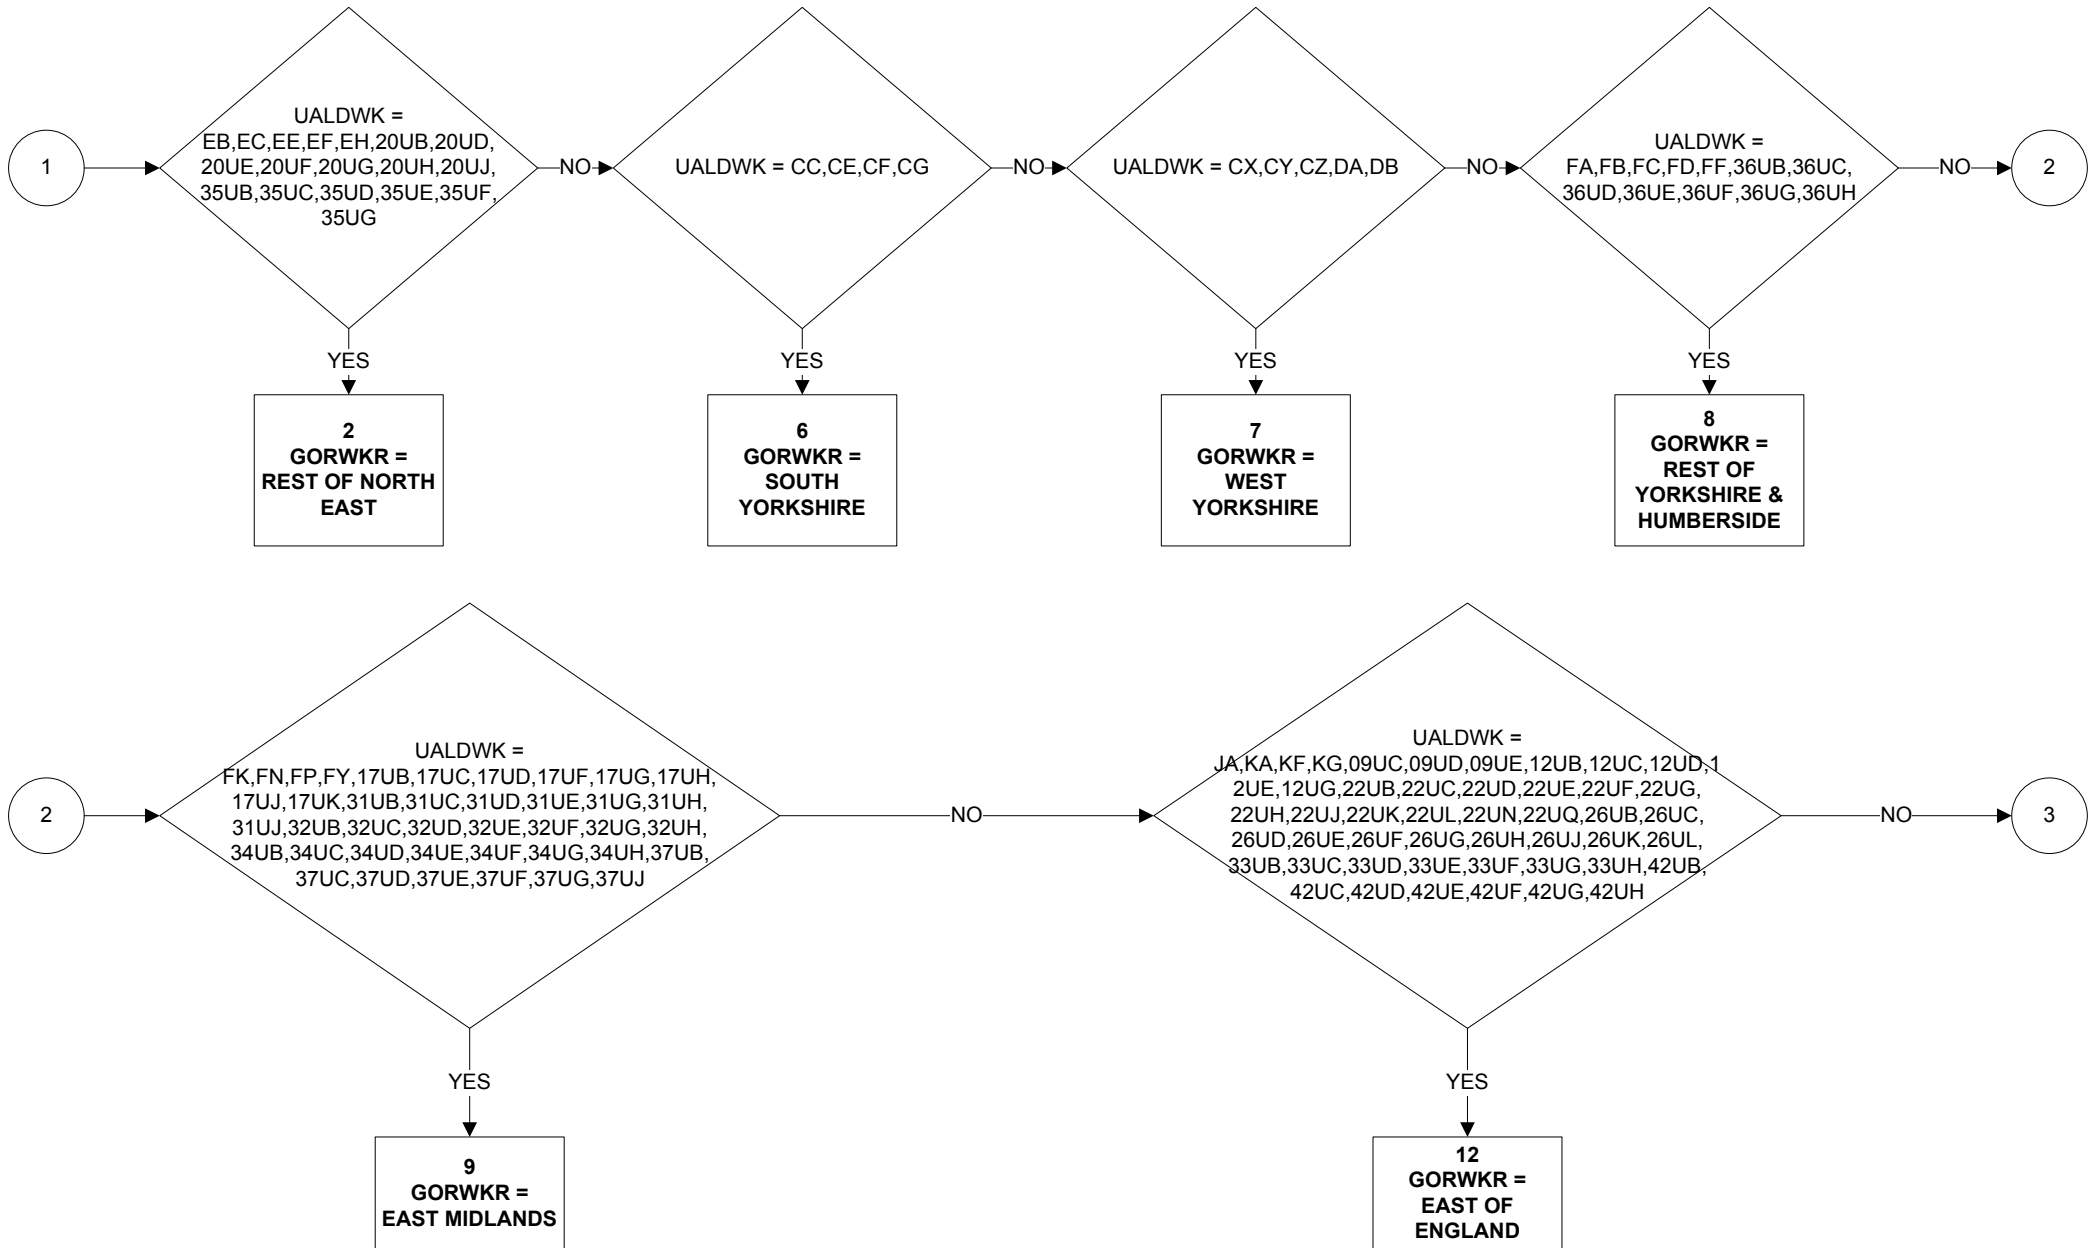 1
UALDWK =
EB,EC,EE,EF,EH,20UB,20UD,
20UE,20UF,20UG,20UH,20UJ,
35UB,35UC,35UD,35UE,35UF,
35UG
NO
UALDWK = CC,CE,CF,CG
NO
UALDWK = CX,CY,CZ,DA,DB
NO
UALDWK =
FA,FB,FC,FD,FF,36UB,36UC,
36UD,36UE,36UF,36UG,36UH
NO
2
YES
YES
YES
YES
2
GORWKR =
REST OF NORTH
EAST
6
GORWKR =
SOUTH
YORKSHIRE
7
GORWKR =
WEST
YORKSHIRE
8
GORWKR =
REST OF
YORKSHIRE &
HUMBERSIDE
2
UALDWK =
FK,FN,FP,FY,17UB,17UC,17UD,17UF,17UG,17UH,
17UJ,17UK,31UB,31UC,31UD,31UE,31UG,31UH,
31UJ,32UB,32UC,32UD,32UE,32UF,32UG,32UH,
34UB,34UC,34UD,34UE,34UF,34UG,34UH,37UB,
37UC,37UD,37UE,37UF,37UG,37UJ
NO
UALDWK =
JA,KA,KF,KG,09UC,09UD,09UE,12UB,12UC,12UD,1
2UE,12UG,22UB,22UC,22UD,22UE,22UF,22UG,
22UH,22UJ,22UK,22UL,22UN,22UQ,26UB,26UC,
26UD,26UE,26UF,26UG,26UH,26UJ,26UK,26UL,
33UB,33UC,33UD,33UE,33UF,33UG,33UH,42UB,
42UC,42UD,42UE,42UF,42UG,42UH
NO
3
YES
YES
9
GORWKR =
EAST MIDLANDS
12
GORWKR =
EAST OF
ENGLAND